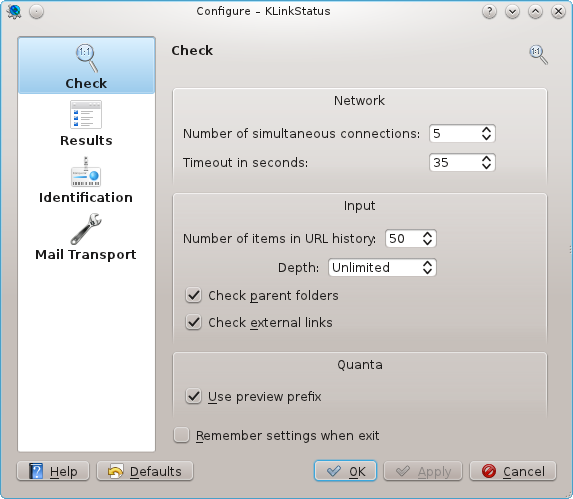 Configure – KLinkStatus
Check
Results
Identification
Mail Transport
Check
Network
Number of simultaneous connections: 5
Timeout in seconds: 35
Input
Number of items in URL history: 50
Depth: Unlimited
Check parent folders
Check external links
Quanta
Use preview prefix
Remember settings when exit
Help Defaults OK Apply Cancel